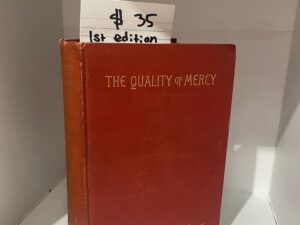 $ 35
1st edition
THE QUALITY OF MERCY